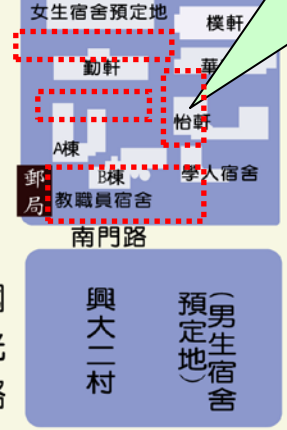 女生宿舍預定地
樸軒
勤軒
華
怡軒
A棟
B棟
學人宿舍
郵局
教職員宿舍
南門路
興大二村
(男生宿舍預定地)
路